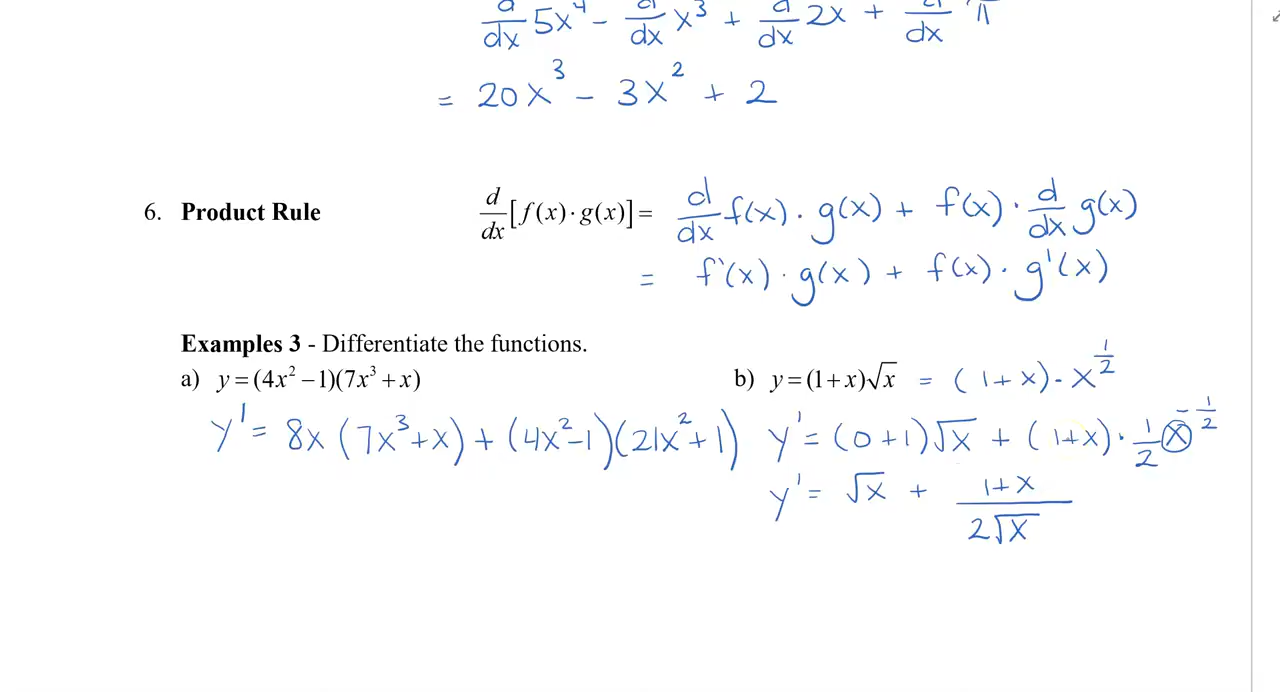 d/dx 5x⁴ − d/dx x³ + d/dx 2x + d/dx π
= 20x³ − 3x² + 2
6. Product Rule d/dx [f(x)·g(x)] = d/dx f(x) · g(x) + f(x) · d/dx g(x)
= f'(x) · g(x) + f(x) · g'(x)
Examples 3 - Differentiate the functions.
a) y = (4x² − 1)(7x³ + x) b) y = (1 + x)√x = (1+x) · x^(1/2)
y' = 8x (7x³+x) + (4x²−1)(21x²+1) y' = (0+1)√x + (1+x) · 1/2 x^(−1/2)
y' = √x + (1+x)/(2√x)